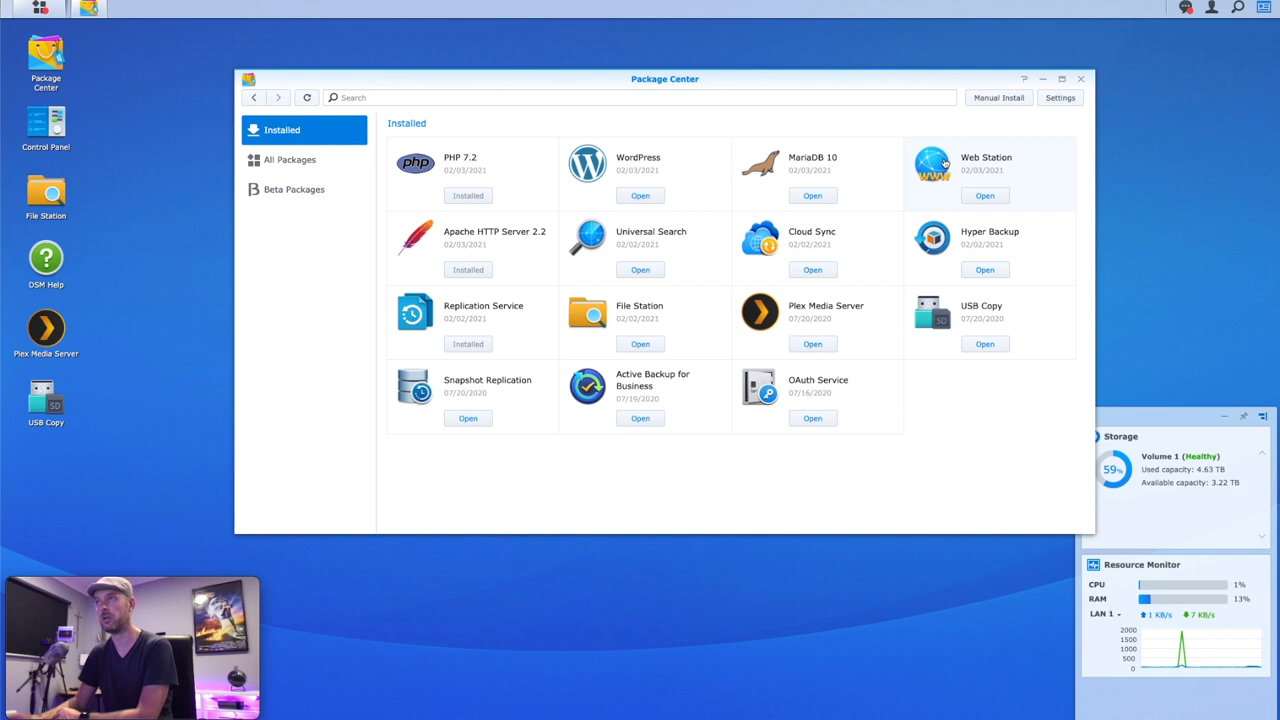 Package
Center
Control Panel
File Station
DSM Help
Plex Media Server
USB Copy
Package Center
Search
Manual Install
Settings
Installed
All Packages
Beta Packages
Installed
php
PHP 7.2
02/03/2021
Installed
WordPress
02/03/2021
Open
MariaDB 10
02/03/2021
Open
WWW
Web Station
02/03/2021
Open
Apache HTTP Server 2.2
02/03/2021
Installed
Universal Search
02/02/2021
Open
Cloud Sync
02/02/2021
Open
Hyper Backup
02/02/2021
Open
Replication Service
02/02/2021
Installed
File Station
02/02/2021
Open
Plex Media Server
07/20/2020
Open
USB Copy
07/20/2020
Open
Snapshot Replication
07/20/2020
Open
Active Backup for
Business
07/19/2020
Open
OAuth Service
07/16/2020
Open
Storage
59%
Volume 1 (Healthy)
Used capacity: 4.63 TB
Available capacity: 3.22 TB
Resource Monitor
CPU 1%
RAM 13%
LAN 1 1 KB/s 7 KB/s
2000
1500
1000
500
0